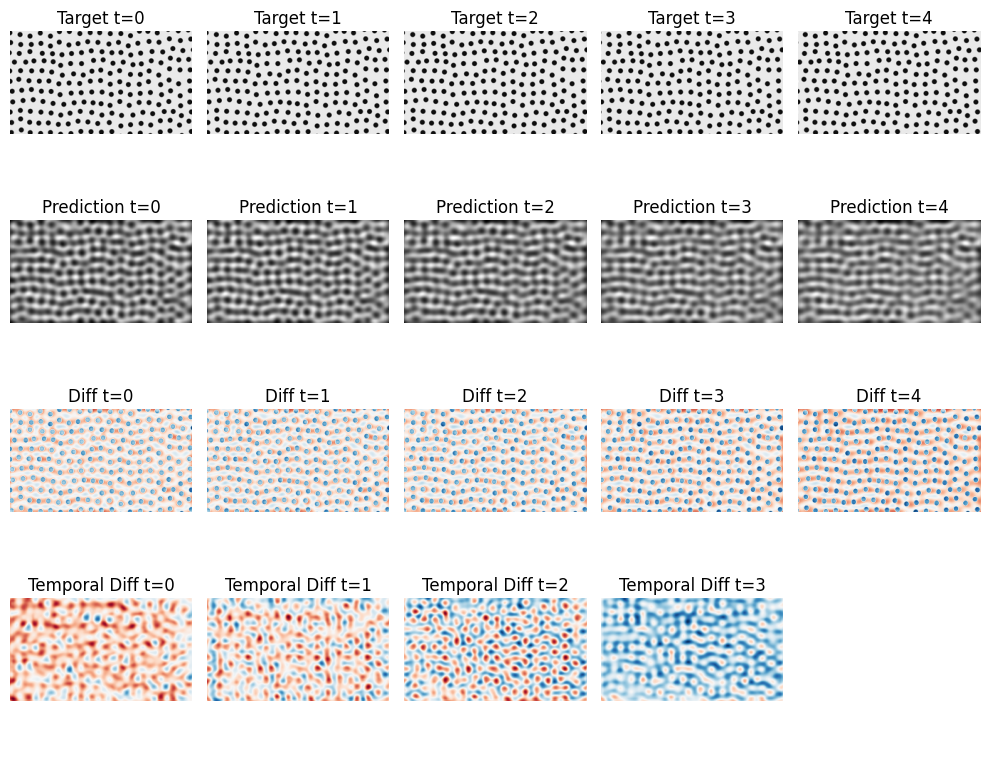 Target t=0
Target t=1
Target t=2
Target t=3
Target t=4
Prediction t=0
Prediction t=1
Prediction t=2
Prediction t=3
Prediction t=4
Diff t=0
Diff t=1
Diff t=2
Diff t=3
Diff t=4
Temporal Diff t=0
Temporal Diff t=1
Temporal Diff t=2
Temporal Diff t=3